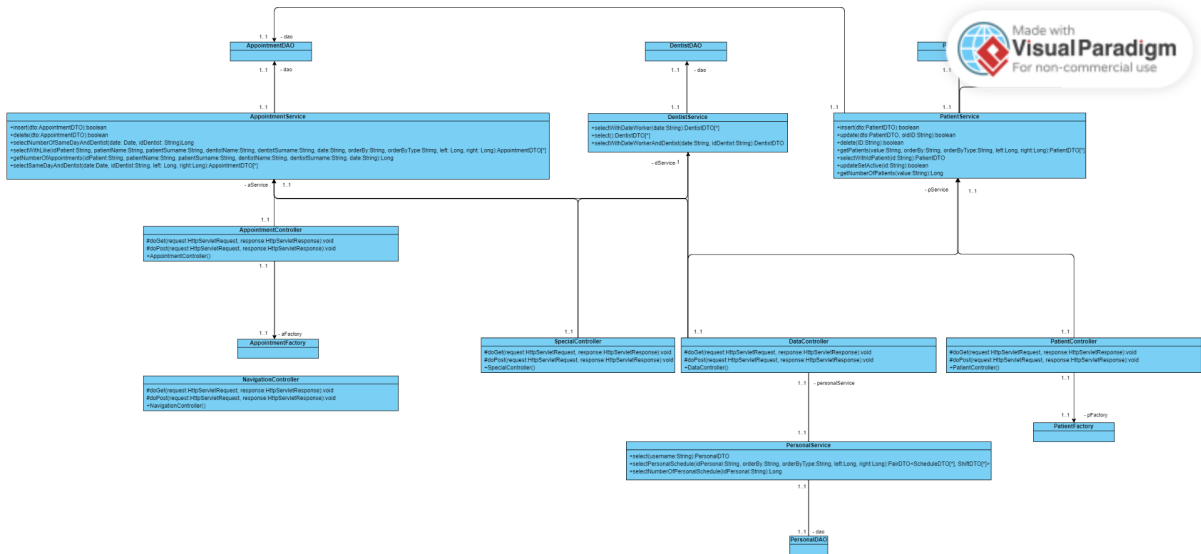 Made with
VisualParadigm
For non-commercial use
1..1 - dao
AppointmentDAO
DentistDAO
P
1..1 - dao
1..1 - dao
1..1
1..1
1..1
1..1
1..1
AppointmentService
+insert(dto:AppointmentDTO):boolean
+delete(dto:AppointmentDTO):boolean
+selectNumberOfSameDayAndDentist(date: Date, idDentist: String)Long
+selectWithLike(idPatient:String, patientName:String, patientSurname:String, dentistName:String, dentistSurname:String, date:String, orderBy:String, orderByType:String, left: Long, right: Long):AppointmentDTO[*]
+getNumberOfAppointments(idPatient:String, patientName:String, patientSurname:String, dentistName:String, dentistSurname:String, date:String):Long
+selectSameDayAndDentist(date:Date, idDentist:String, left: Long, right:Long):AppointmentDTO[*]
DentistService
+selectWithDateWorker(date:String):DentistDTO[*]
+select():DentistDTO[*]
+selectWithDateWorkerAndDentist(date:String, idDentist:String):DentistDTO
PatientService
+insert(dto:PatientDTO):boolean
+update(dto:PatientDTO, oldID:String):boolean
+delete(ID:String):boolean
+getPatients(value:String, orderBy:String, orderByType:String, left:Long, right:Long):PatientDTO[*]
+selectWithIdPatient(id:String):PatientDTO
+updateSetActive(id:String):boolean
+getNumberOfPatients(value:String):Long
- aService 1..1
- dService 1
- pService 1..1
1..1
AppointmentController
#doGet(request:HttpServletRequest, response:HttpServletResponse):void
#doPost(request:HttpServletRequest, response:HttpServletResponse):void
+AppointmentController()
1..1
1..1 - aFactory
AppointmentFactory
1..1
1..1
1..1
SpecialController
#doGet(request:HttpServletRequest, response:HttpServletResponse):void
#doPost(request:HttpServletRequest, response:HttpServletResponse):void
+SpecialController()
DataController
#doGet(request:HttpServletRequest, response:HttpServletResponse):void
#doPost(request:HttpServletRequest, response:HttpServletResponse):void
+DataController()
PatientController
#doGet(request:HttpServletRequest, response:HttpServletResponse):void
#doPost(request:HttpServletRequest, response:HttpServletResponse):void
+PatientController()
NavigationController
#doGet(request:HttpServletRequest, response:HttpServletResponse):void
#doPost(request:HttpServletRequest, response:HttpServletResponse):void
+NavigationController()
1..1 - personalService
1..1
1..1 - pFactory
PatientFactory
1..1
PersonalService
+select(username:String):PersonalDTO
+selectPersonalSchedule(idPersonal:String, orderBy:String, orderByType:String, left:Long, right:Long):PairDTO<ScheduleDTO[*], ShiftDTO[*]>
+selectNumberOfPersonalSchedule(idPersonal:String):Long
1..1
1..1 - dao
PersonalDAO